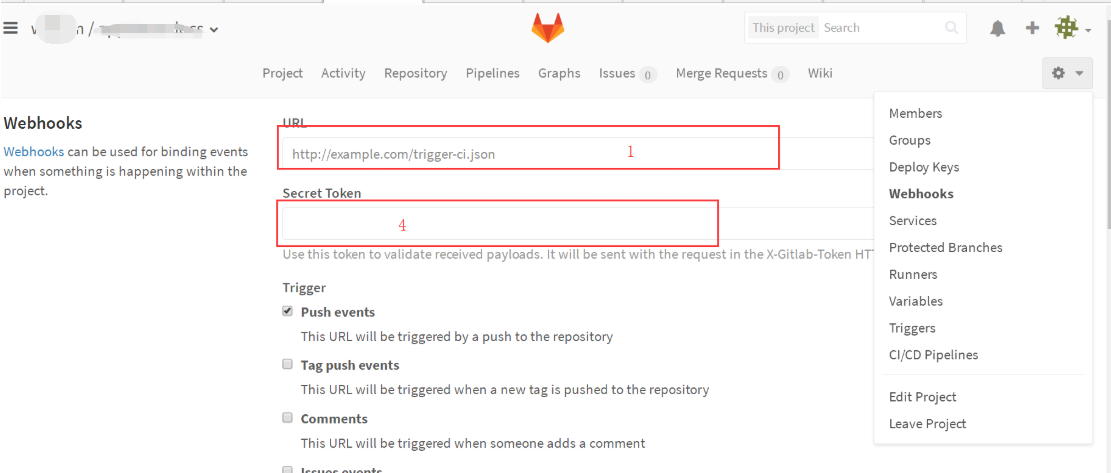 This project Search
Project Activity Repository Pipelines Graphs Issues 0 Merge Requests 0 Wiki
Webhooks
Webhooks can be used for binding events
when something is happening within the
project.
URL
http://example.com/trigger-ci.json 1
Secret Token
4
Use this token to validate received payloads. It will be sent with the request in the X-Gitlab-Token
Trigger
Push events
This URL will be triggered by a push to the repository
Tag push events
This URL will be triggered when a new tag is pushed to the repository
Comments
This URL will be triggered when someone adds a comment
Issues events
Members
Groups
Deploy Keys
Webhooks
Services
Protected Branches
Runners
Variables
Triggers
CI/CD Pipelines
Edit Project
Leave Project